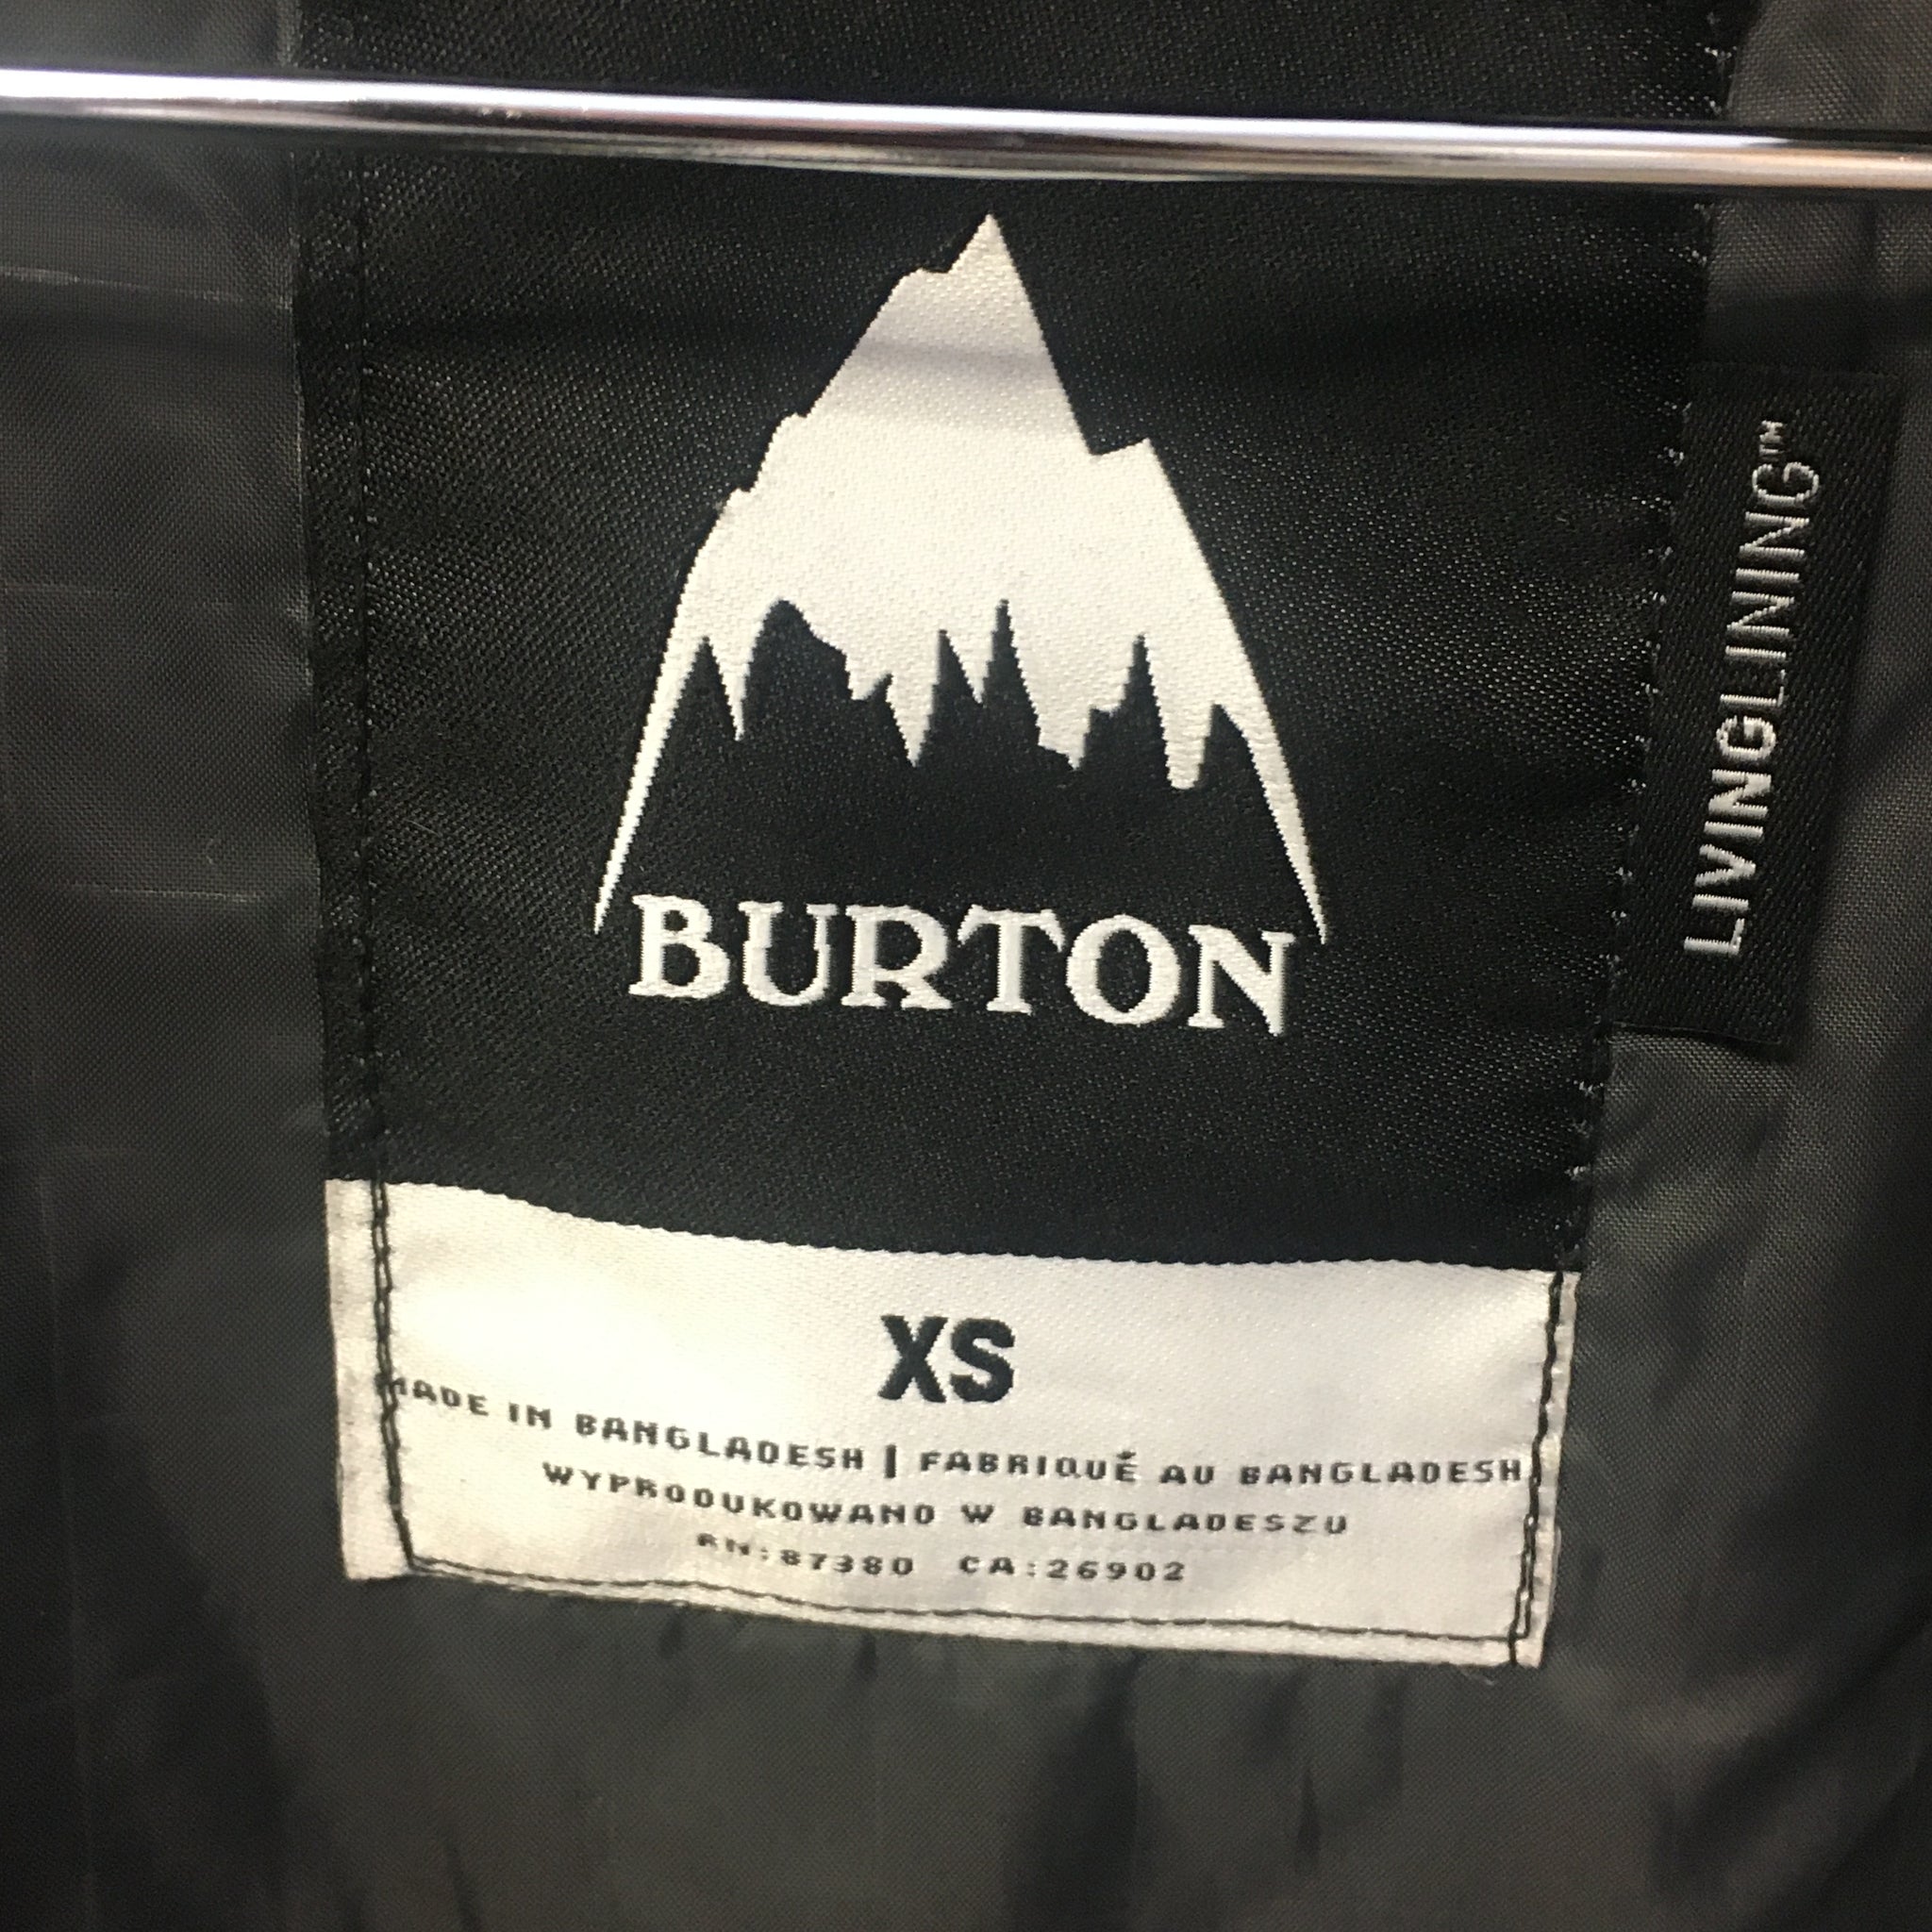 BURTON
LIVINGLINING™
XS
MADE IN BANGLADESH | FABRIQUÉ AU BANGLADESH
WYPRODUKOWANO W BANGLADESZU
RN:87380 CA:26902